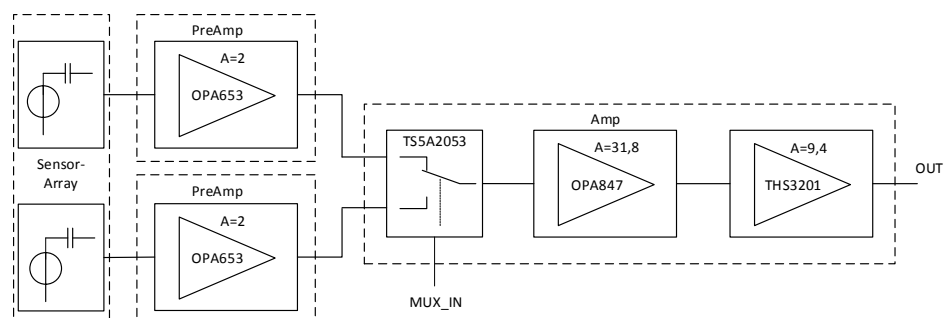 PreAmp
A=2
OPA653
Sensor-
Array
PreAmp
A=2
OPA653
TS5A2053
Amp
A=31,8
OPA847
A=9,4
THS3201
OUT
MUX_IN